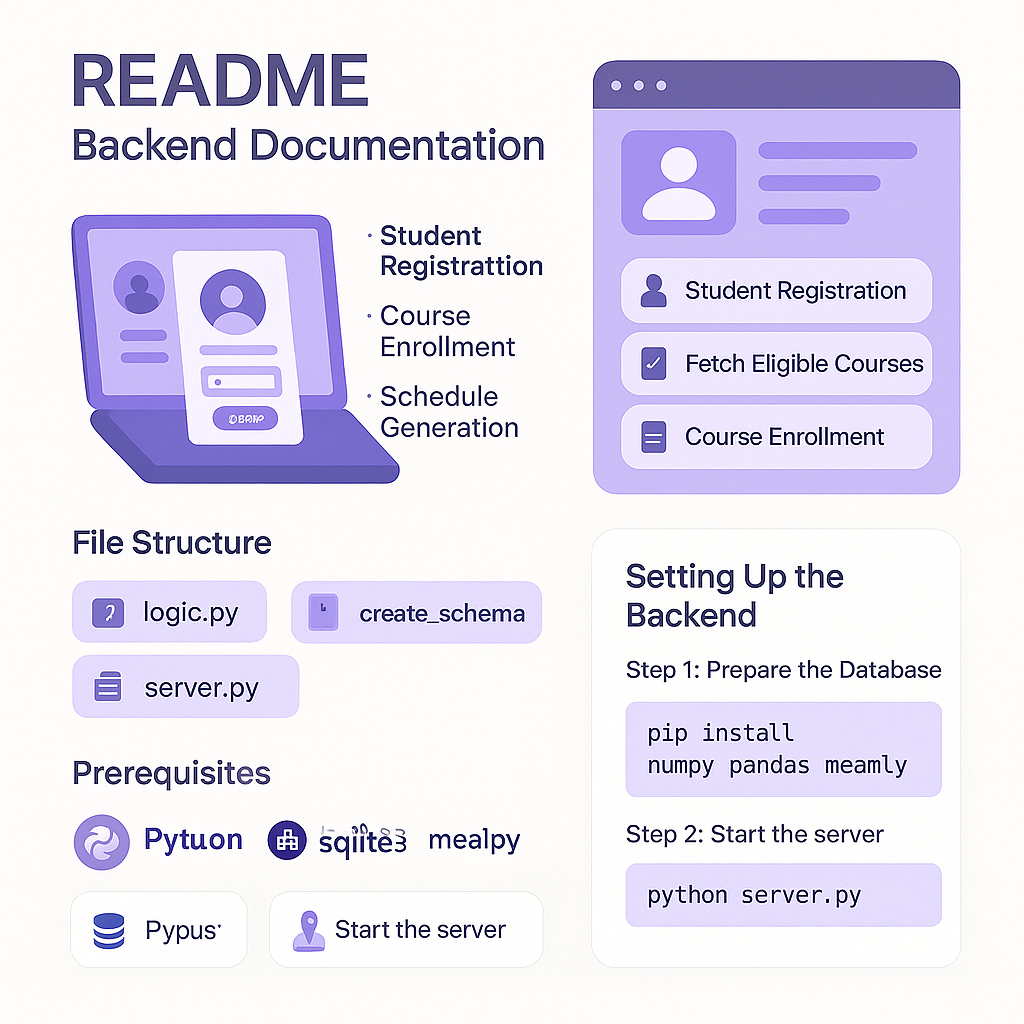 README
Backend Documentation
· Student
Registrattion
· Course
Enrollment
· Schedule
Generation
Student Registration
Fetch Eligible Courses
Course Enrollment
File Structure
logic.py
create_schema
server.py
Prerequisites
Pytuon
sqlite3
mealpy
Pypus
Start the server
Setting Up the
Backend
Step 1: Prepare the Database
pip install
numpy pandas meamly
Step 2: Start the server
python server.py